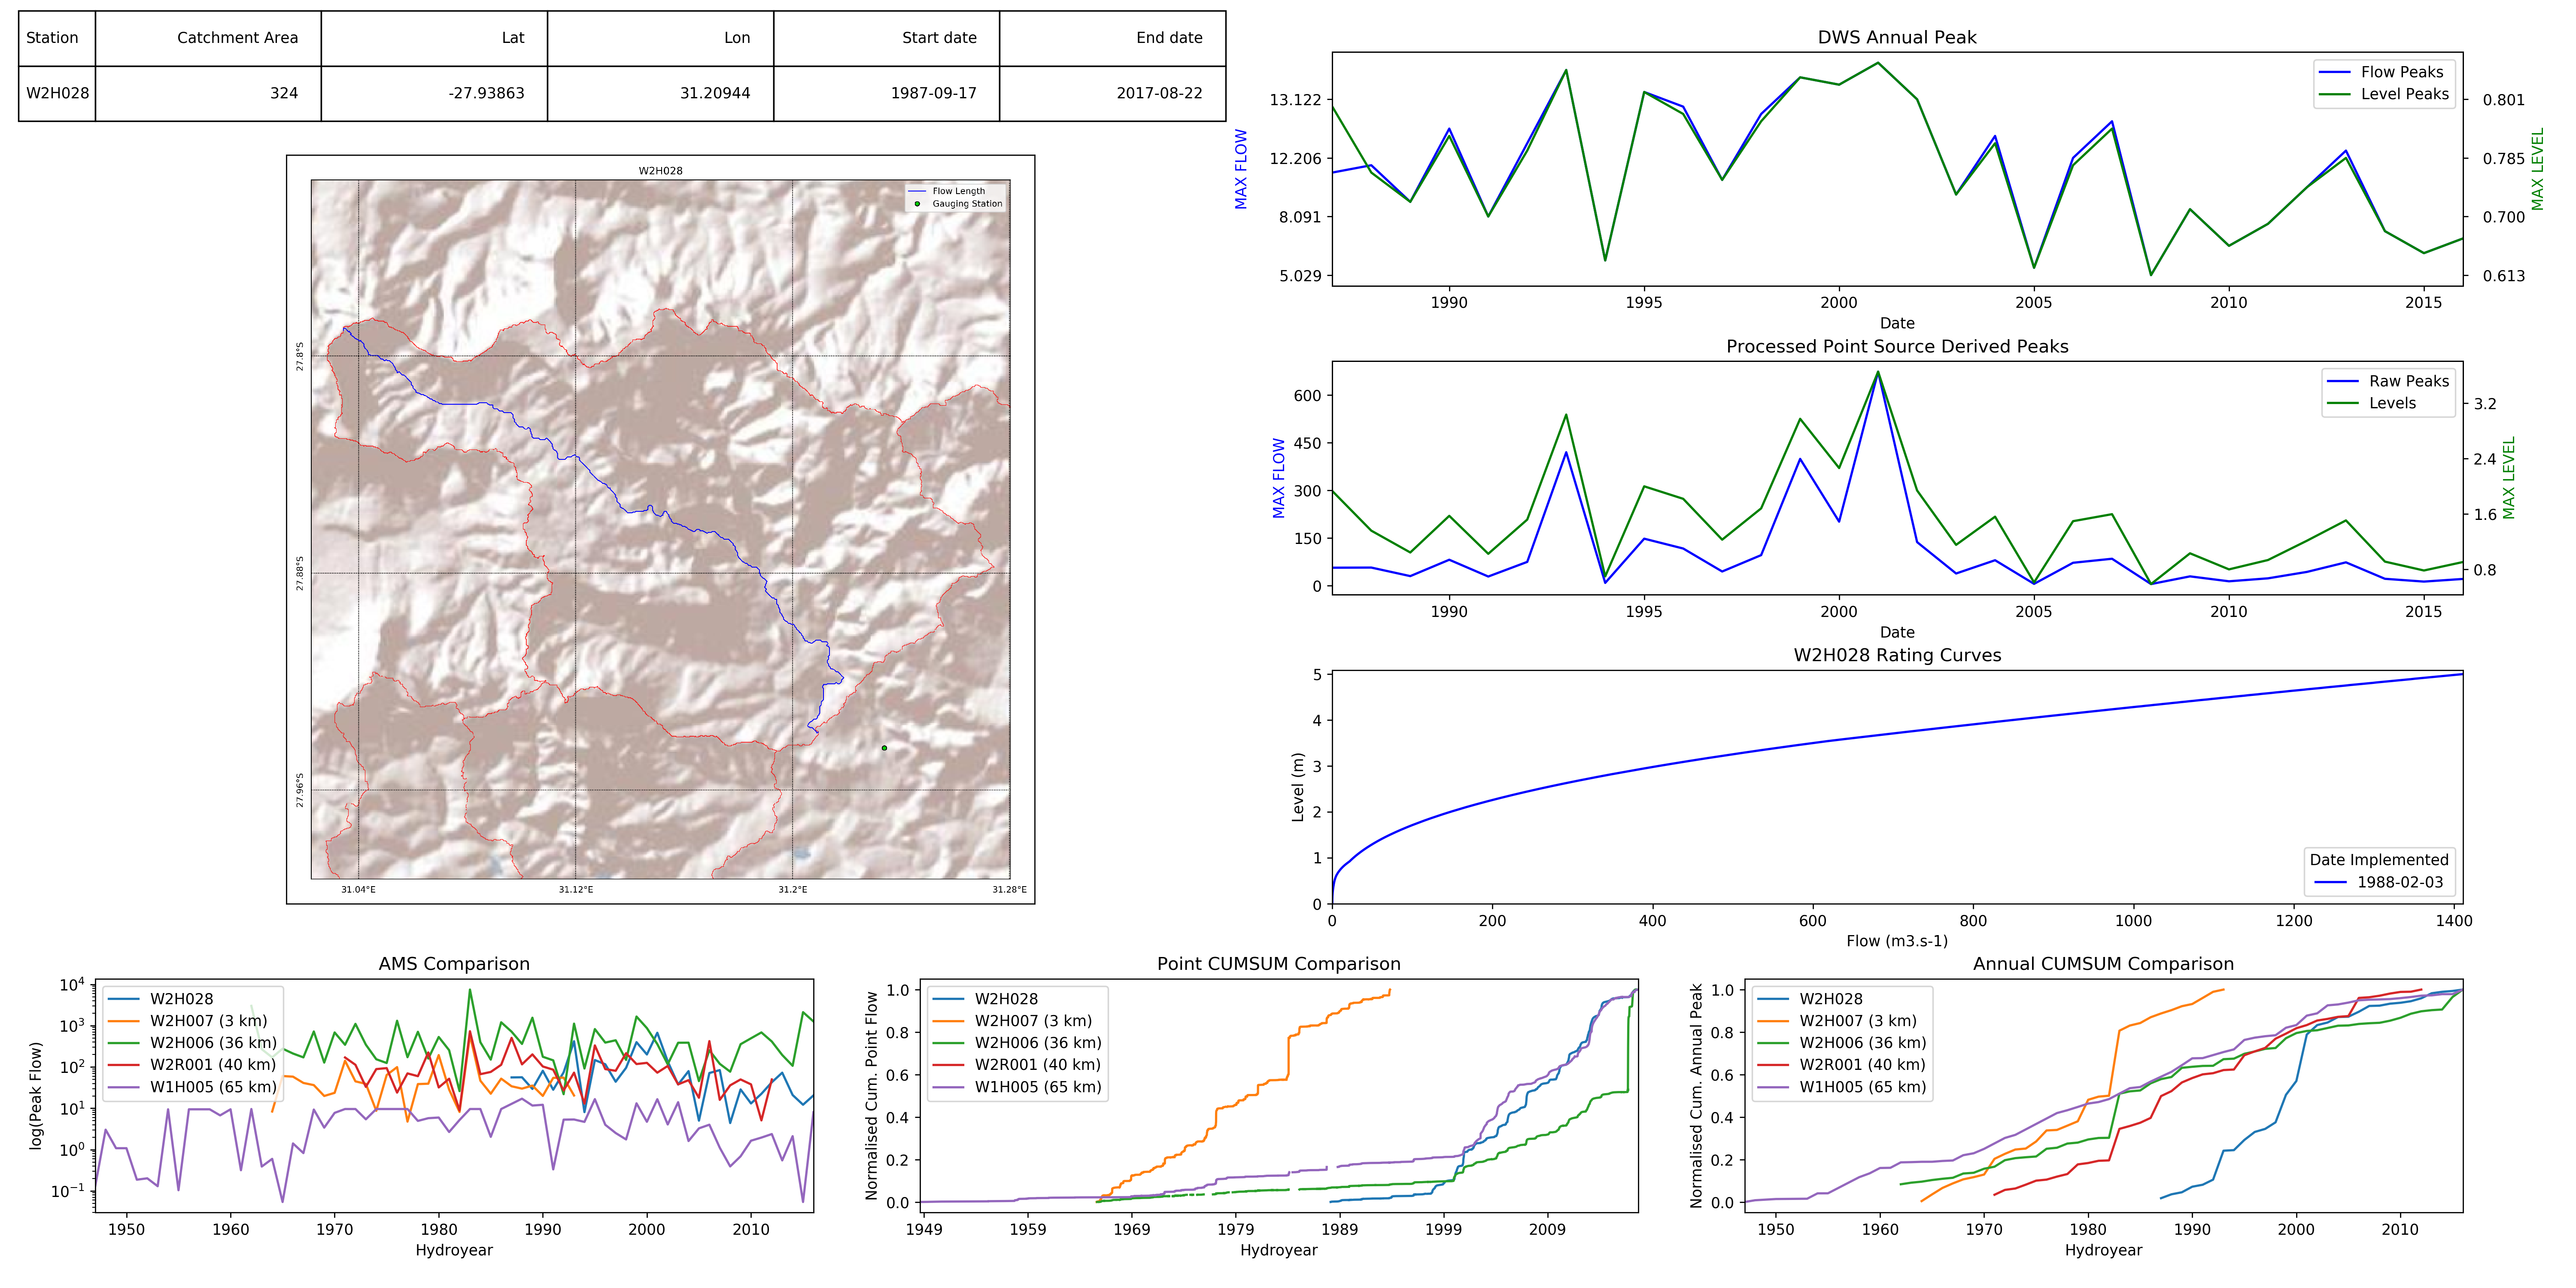 Station Catchment Area Lat Lon Start date End date
W2H028 324 -27.93863 31.20944 1987-09-17 2017-08-22
W2H028
Flow Length
Gauging Station
27.8°S
27.88°S
27.96°S
31.04°E 31.12°E 31.2°E 31.28°E
DWS Annual Peak
Flow Peaks
Level Peaks
MAX FLOW
13.122
12.206
8.091
5.029
0.801
0.785
0.700
0.613
MAX LEVEL
1990 1995 2000 2005 2010 2015
Date
Processed Point Source Derived Peaks
Raw Peaks
Levels
MAX FLOW
600
450
300
150
0
3.2
2.4
1.6
0.8
MAX LEVEL
1990 1995 2000 2005 2010 2015
Date
W2H028 Rating Curves
Level (m)
5
4
3
2
1
0
Date Implemented
1988-02-03
0 200 400 600 800 1000 1200 1400
Flow (m3.s-1)
AMS Comparison
log(Peak Flow)
10⁴
10³
10²
10¹
10⁰
10⁻¹
W2H028
W2H007 (3 km)
W2H006 (36 km)
W2R001 (40 km)
W1H005 (65 km)
1950 1960 1970 1980 1990 2000 2010
Hydroyear
Point CUMSUM Comparison
Normalised Cum. Point Flow
1.0
0.8
0.6
0.4
0.2
0.0
W2H028
W2H007 (3 km)
W2H006 (36 km)
W2R001 (40 km)
W1H005 (65 km)
1949 1959 1969 1979 1989 1999 2009
Hydroyear
Annual CUMSUM Comparison
Normalised Cum. Annual Peak
1.0
0.8
0.6
0.4
0.2
0.0
W2H028
W2H007 (3 km)
W2H006 (36 km)
W2R001 (40 km)
W1H005 (65 km)
1950 1960 1970 1980 1990 2000 2010
Hydroyear